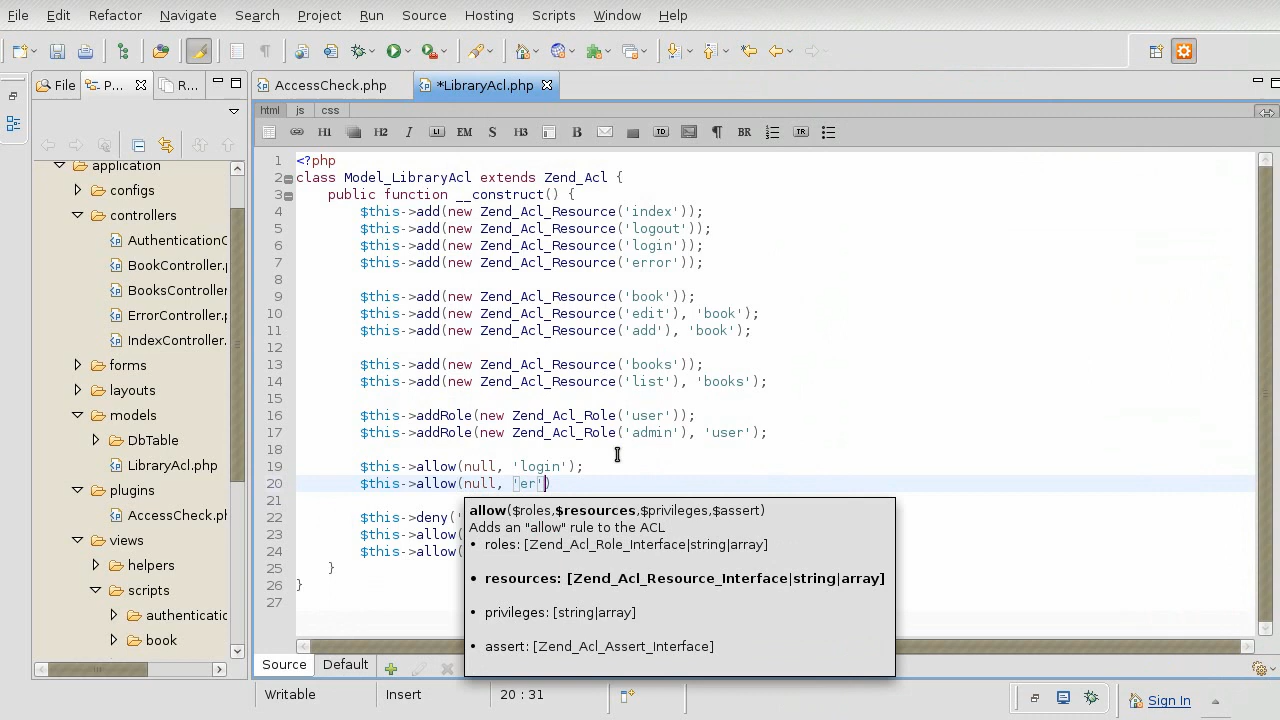 File Edit Refactor Navigate Search Project Run Source Hosting Scripts Window Help
File P... R...
AccessCheck.php *LibraryAcl.php
html js css
H1 H2 I LI EM S H3 B TD ¶ BR TR
application
configs
controllers
AuthenticationC
BookController.p
BooksController
ErrorController.p
IndexController.
forms
layouts
models
DbTable
LibraryAcl.php
plugins
AccessCheck.ph
views
helpers
scripts
authenticatic
book
1 <?php
2 class Model_LibraryAcl extends Zend_Acl {
3 public function __construct() {
4 $this->add(new Zend_Acl_Resource('index'));
5 $this->add(new Zend_Acl_Resource('logout'));
6 $this->add(new Zend_Acl_Resource('login'));
7 $this->add(new Zend_Acl_Resource('error'));
8
9 $this->add(new Zend_Acl_Resource('book'));
10 $this->add(new Zend_Acl_Resource('edit'), 'book');
11 $this->add(new Zend_Acl_Resource('add'), 'book');
12
13 $this->add(new Zend_Acl_Resource('books'));
14 $this->add(new Zend_Acl_Resource('list'), 'books');
15
16 $this->addRole(new Zend_Acl_Role('user'));
17 $this->addRole(new Zend_Acl_Role('admin'), 'user');
18
19 $this->allow(null, 'login');
20 $this->allow(null, 'er')
21
22 $this->deny('
23 $this->allow(
24 $this->allow(
25 }
26 }
27
allow($roles,$resources,$privileges,$assert)
Adds an "allow" rule to the ACL
• roles: [Zend_Acl_Role_Interface|string|array]
• resources: [Zend_Acl_Resource_Interface|string|array]
• privileges: [string|array]
• assert: [Zend_Acl_Assert_Interface]
Source Default
Writable Insert 20 : 31 Sign In